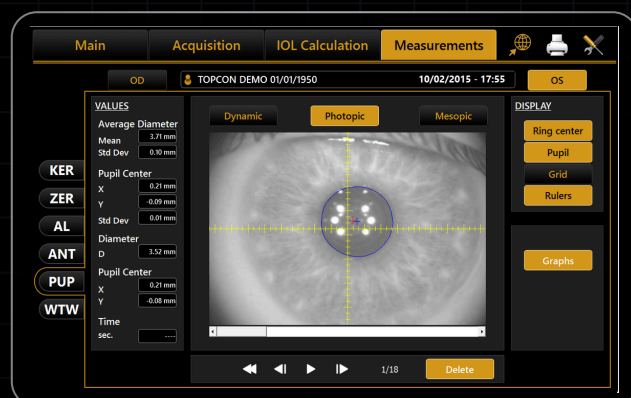 Main Acquisition IOL Calculation Measurements
OD TOPCON DEMO 01/01/1950 10/02/2015 - 17:55 OS
VALUES
Average Diameter
Mean 3.71 mm
Std Dev 0.10 mm
Pupil Center
X 0.21 mm
Y -0.09 mm
Std Dev 0.01 mm
Diameter
D 3.52 mm
Pupil Center
X 0.21 mm
Y -0.08 mm
Time
sec. ----
KER
ZER
AL
ANT
PUP
WTW
Dynamic Photopic Mesopic
1/18 Delete
DISPLAY
Ring center
Pupil
Grid
Rulers
Graphs